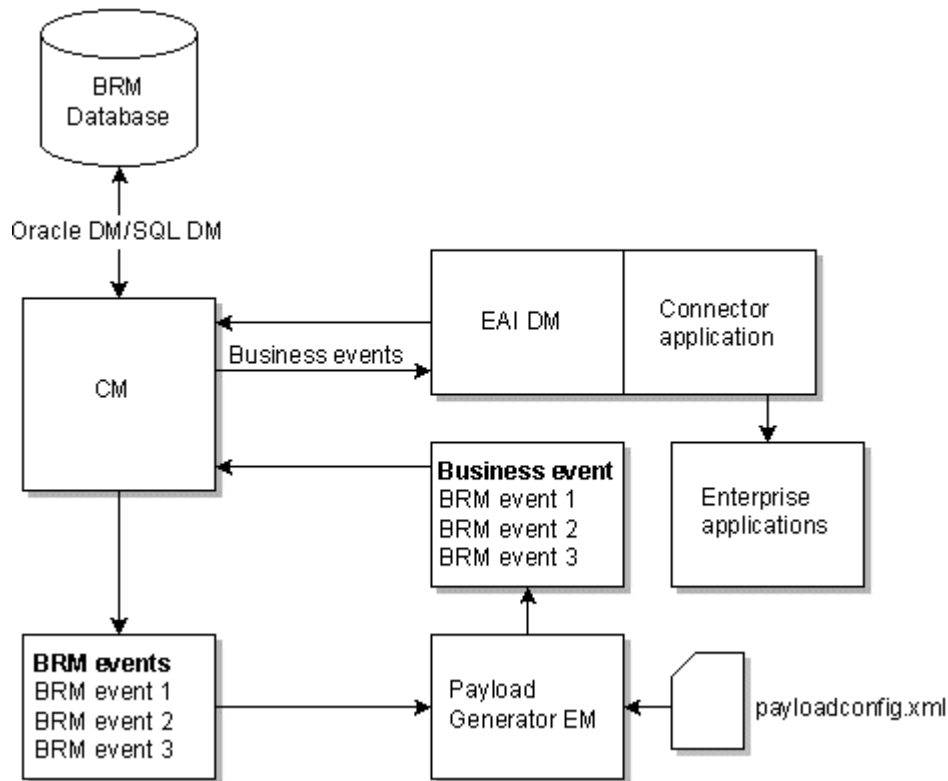 BRM
Database
Oracle DM/SQL DM
EAI DM
Connector
application
Business events
CM
Business event
BRM event 1
BRM event 2
BRM event 3
Enterprise
applications
BRM events
BRM event 1
BRM event 2
BRM event 3
Payload
Generator EM
payloadconfig.xml